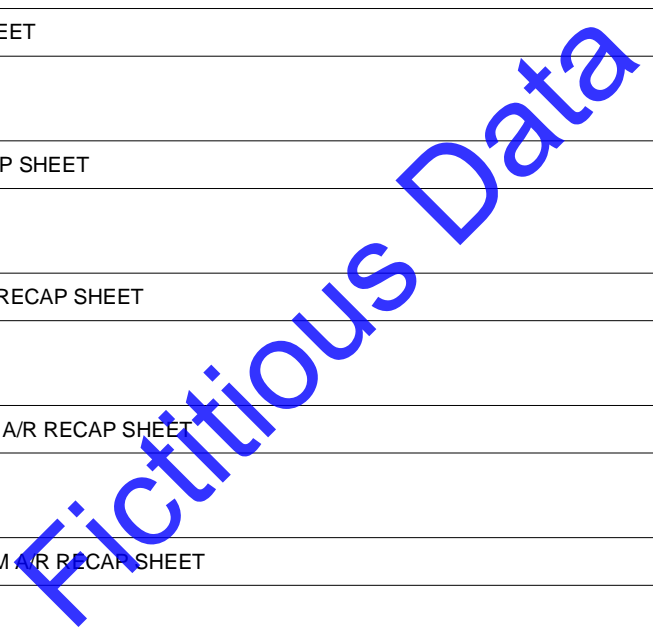 EET
P SHEET
RECAP SHEET
A/R RECAP SHEET
M A/R RECAP SHEET
Fictitious Data